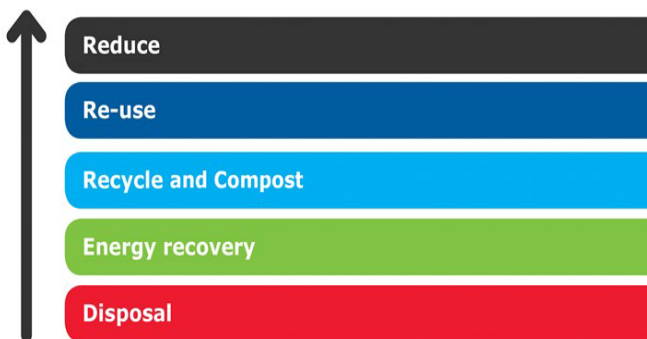 Reduce
Re-use
Recycle and Compost
Energy recovery
Disposal